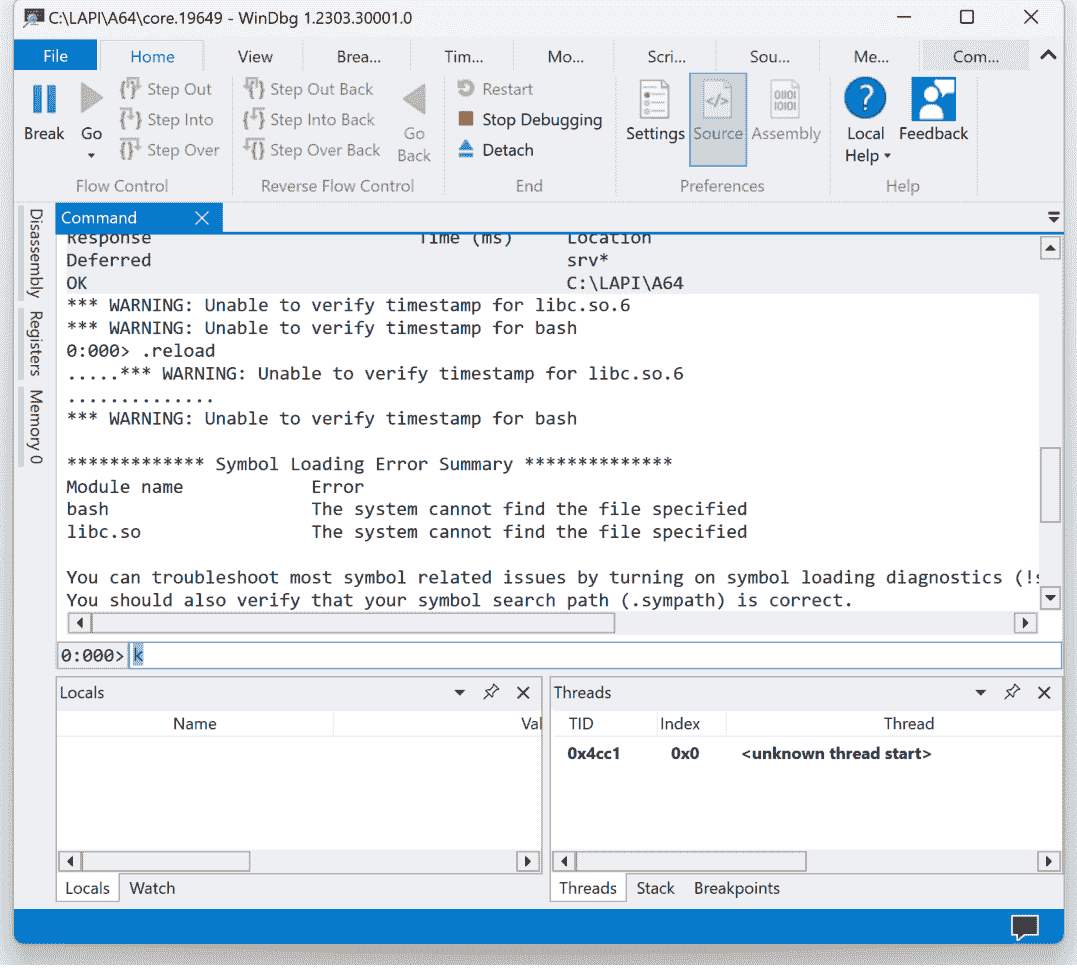 C:\LAPI\A64\core.19649 - WinDbg 1.2303.30001.0
File Home View Brea... Tim... Mo... Scri... Sou... Me... Com...
Break
Go
Step Out
Step Into
Step Over
Flow Control
Step Out Back
Step Into Back
Step Over Back
Go
Back
Reverse Flow Control
Restart
Stop Debugging
Detach
End
Settings
Source
Assembly
Preferences
Local
Help
Feedback
Help
Disassembly
Registers
Memory 0
Command
Response Time (ms) Location
Deferred srv*
OK C:\LAPI\A64
*** WARNING: Unable to verify timestamp for libc.so.6
*** WARNING: Unable to verify timestamp for bash
0:000> .reload
.....*** WARNING: Unable to verify timestamp for libc.so.6
..............
*** WARNING: Unable to verify timestamp for bash
************* Symbol Loading Error Summary **************
Module name Error
bash The system cannot find the file specified
libc.so The system cannot find the file specified
You can troubleshoot most symbol related issues by turning on symbol loading diagnostics (!s
You should also verify that your symbol search path (.sympath) is correct.
0:000> k
Locals
Name Val
Locals Watch
Threads
TID Index Thread
0x4cc1 0x0 <unknown thread start>
Threads Stack Breakpoints